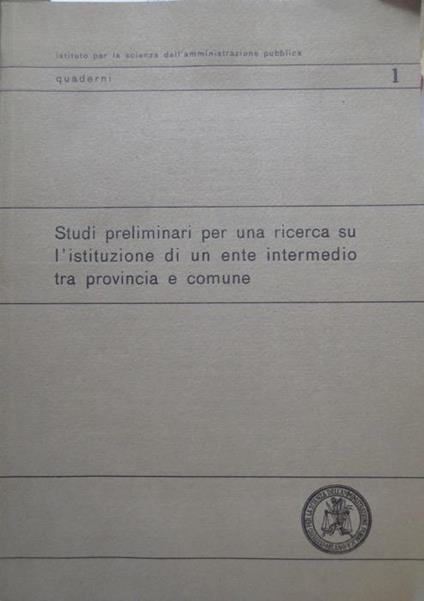 istituto per la scienza dell'amministrazione pubblica
quaderni 1
Studi preliminari per una ricerca su
l'istituzione di un ente intermedio
tra provincia e comune